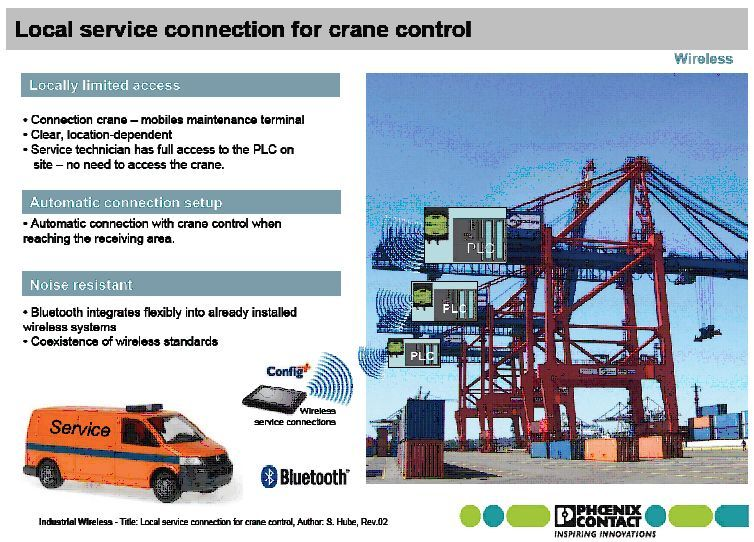 Local service connection for crane control
Wireless
Locally limited access
• Connection crane – mobiles maintenance terminal
• Clear, location-dependent
• Service technician has full access to the PLC on
site – no need to access the crane.
Automatic connection setup
• Automatic connection with crane control when
reaching the receiving area.
Noise resistant
• Bluetooth integrates flexibly into already installed
wireless systems
• Coexistence of wireless standards
PLC
PLC
PLC
Config+
Wireless
service connections
Service
Bluetooth
Industrial Wireless - Title: Local service connection for crane control, Author: S. Hube, Rev.02
PHŒNIX
CONTACT
INSPIRING INNOVATIONS